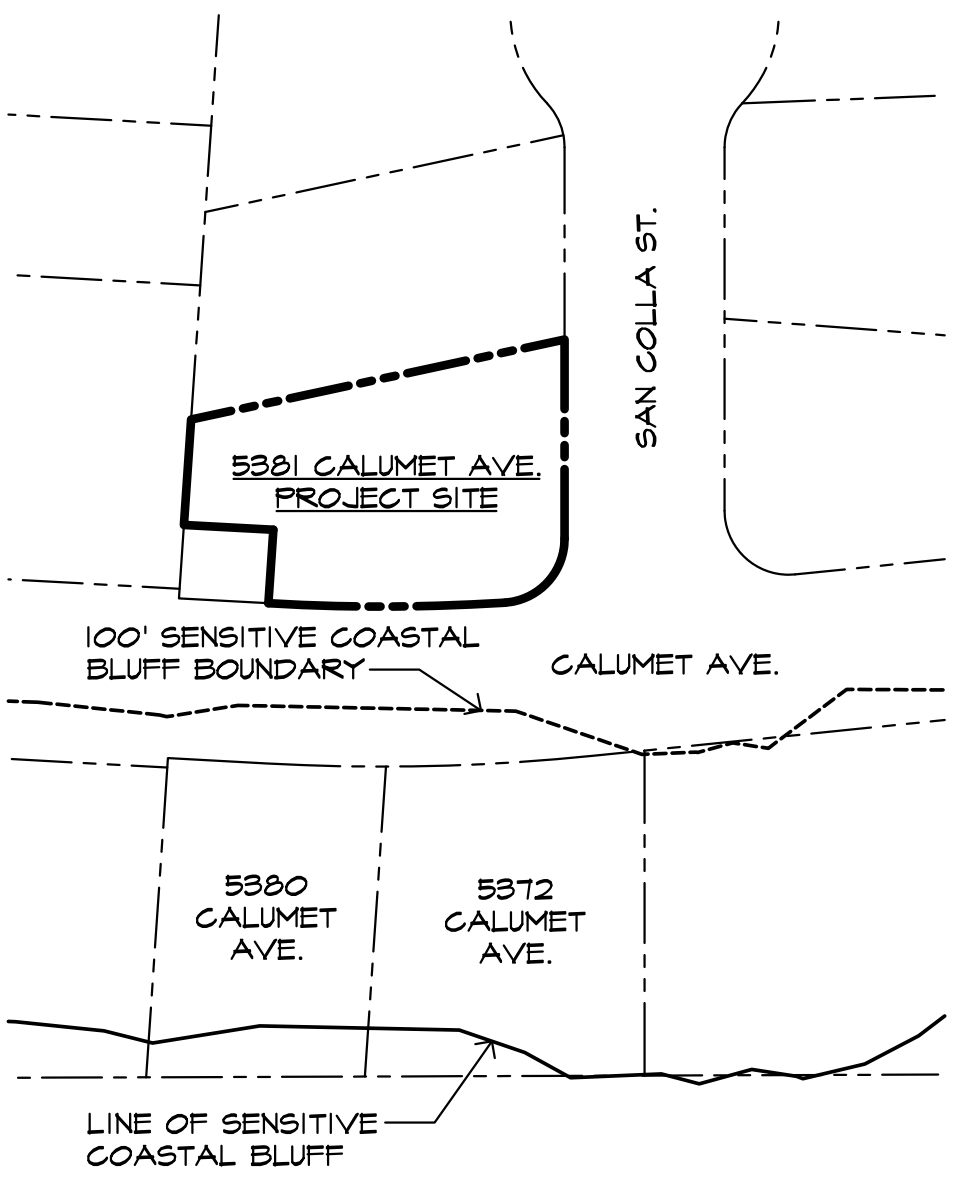 SAN COLLA ST.
5381 CALUMET AVE.
PROJECT SITE
100' SENSITIVE COASTAL
BLUFF BOUNDARY
CALUMET AVE.
5380
CALUMET
AVE.
5372
CALUMET
AVE.
LINE OF SENSITIVE
COASTAL BLUFF